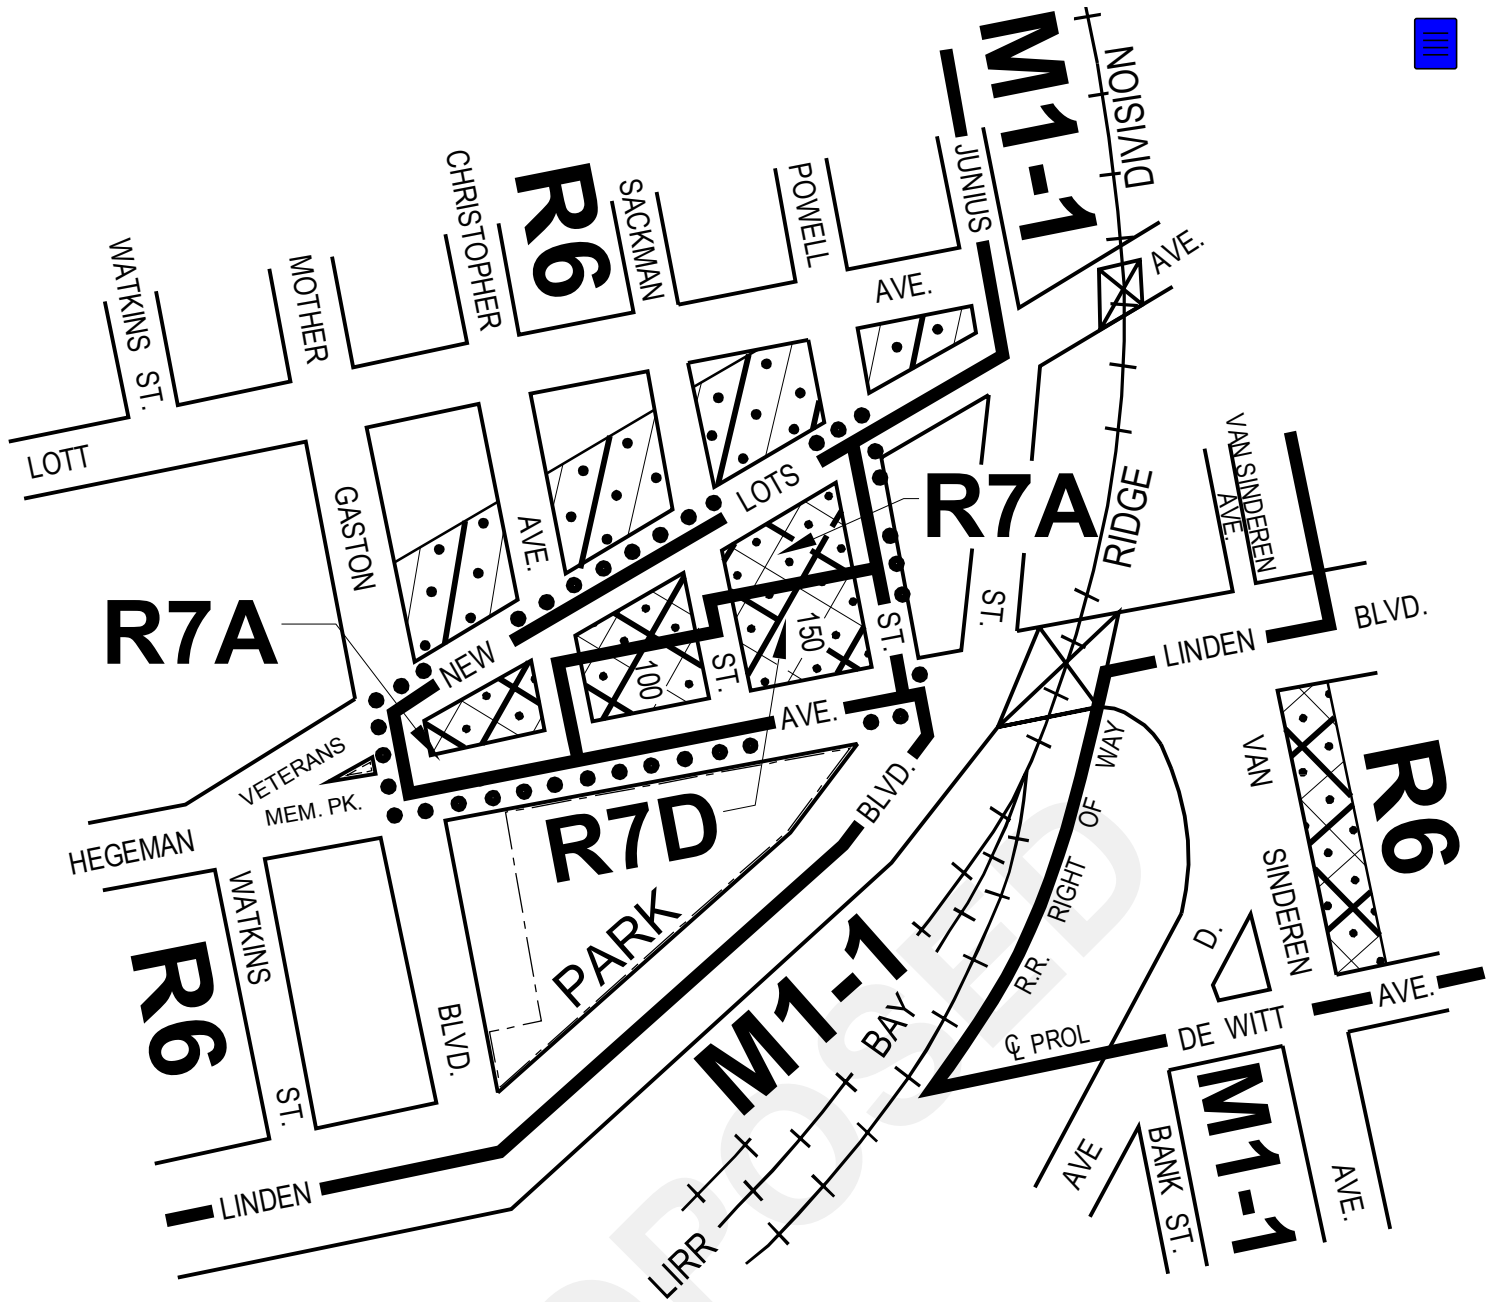 M1-1
DIVISION
JUNIUS
POWELL
SACKMAN
R6
CHRISTOPHER
MOTHER
WATKINS ST.
AVE.
AVE.
LOTT
GASTON
AVE.
LOTS
R7A
RIDGE
VAN SINDEREN
AVE.
R7A
NEW
100
ST.
150
ST.
ST.
LINDEN
BLVD.
AVE.
VETERANS
MEM. PK.
HEGEMAN
R7D
BLVD.
WAY
OF
RIGHT
R.R.
VAN
SINDEREN
R6
WATKINS
ST.
R6
BLVD.
PARK
M1-1
BAY
LIRR
℄ PROL
D.
DE WITT
AVE.
LINDEN
AVE
BANK ST.
M1-1
AVE.
PROPOSED